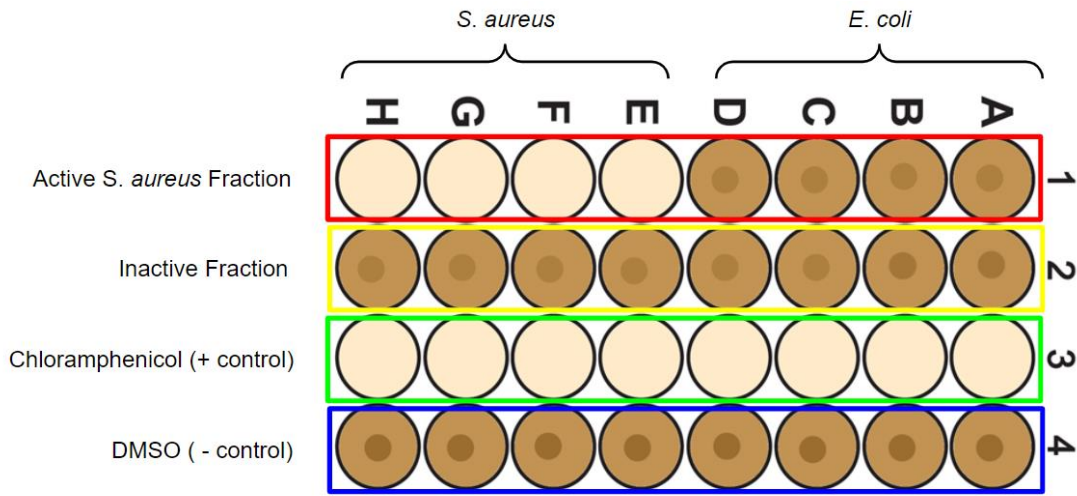 S. aureus E. coli
H G F E D C B A
Active S. aureus Fraction 1
Inactive Fraction 2
Chloramphenicol (+ control) 3
DMSO ( - control) 4